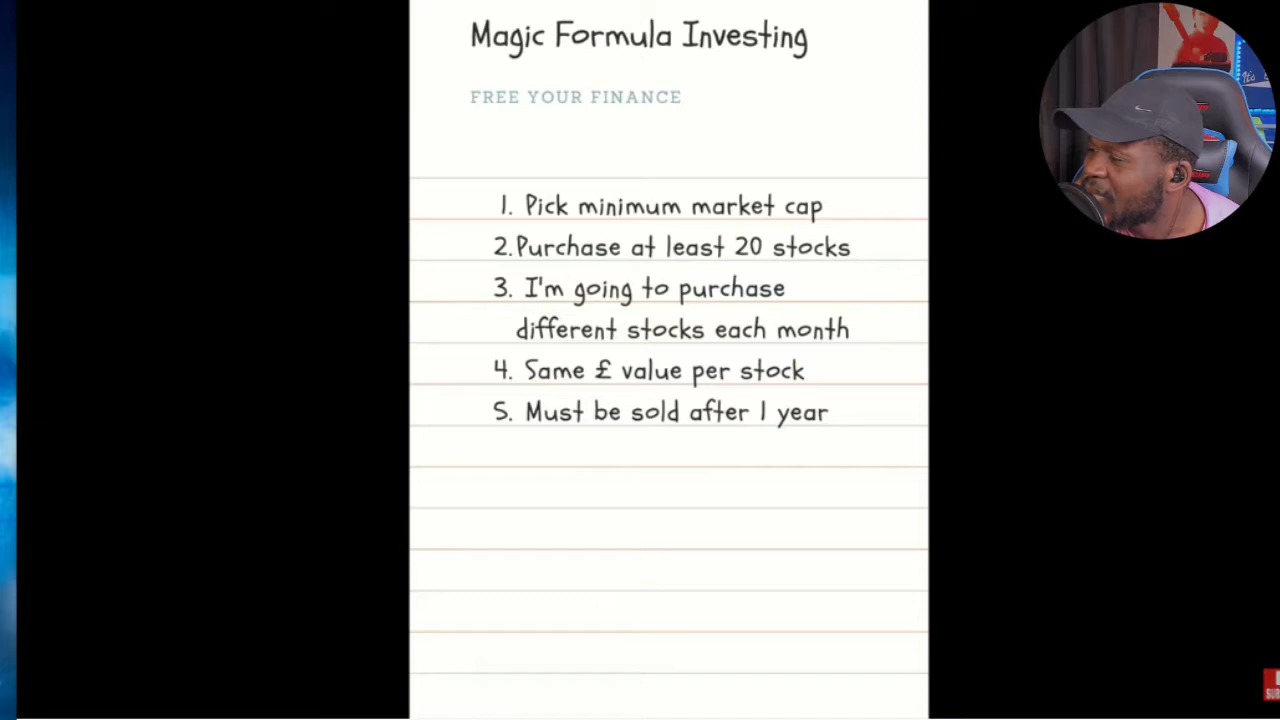 Magic Formula Investing
FREE YOUR FINANCE
1. Pick minimum market cap
2.Purchase at least 20 stocks
3. I'm going to purchase
different stocks each month
4. Same £ value per stock
5. Must be sold after 1 year